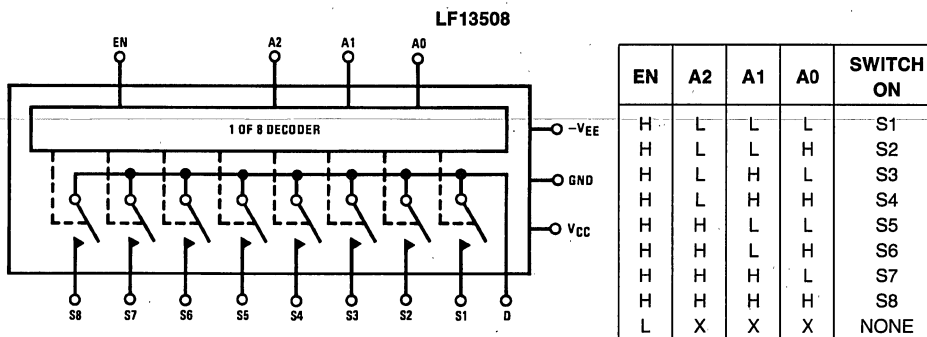 LF13508
EN A2 A1 A0
1 OF 8 DECODER
-VEE
GND
VCC
S8 S7 S6 S5 S4 S3 S2 S1 D
EN A2 A1 A0 SWITCH ON
H L L L S1
H L L H S2
H L H L S3
H L H H S4
H H L L S5
H H L H S6
H H H L S7
H H H H S8
L X X X NONE